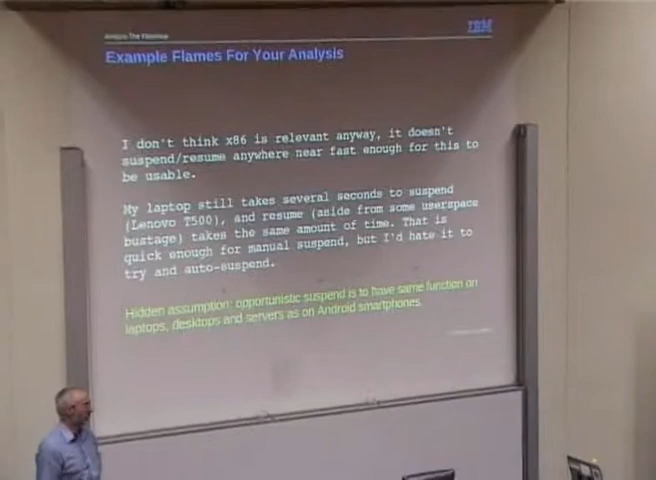 Analyze The Flamewar
IBM
Example Flames For Your Analysis
I don't think x86 is relevant anyway, it doesn't
suspend/resume anywhere near fast enough for this to
be usable.
My laptop still takes several seconds to suspend
(Lenovo T500), and resume (aside from some userspace
bustage) takes the same amount of time. That is
quick enough for manual suspend, but I'd hate it to
try and auto-suspend.
Hidden assumption: opportunistic suspend is to have same function on
laptops, desktops and servers as on Android smartphones.